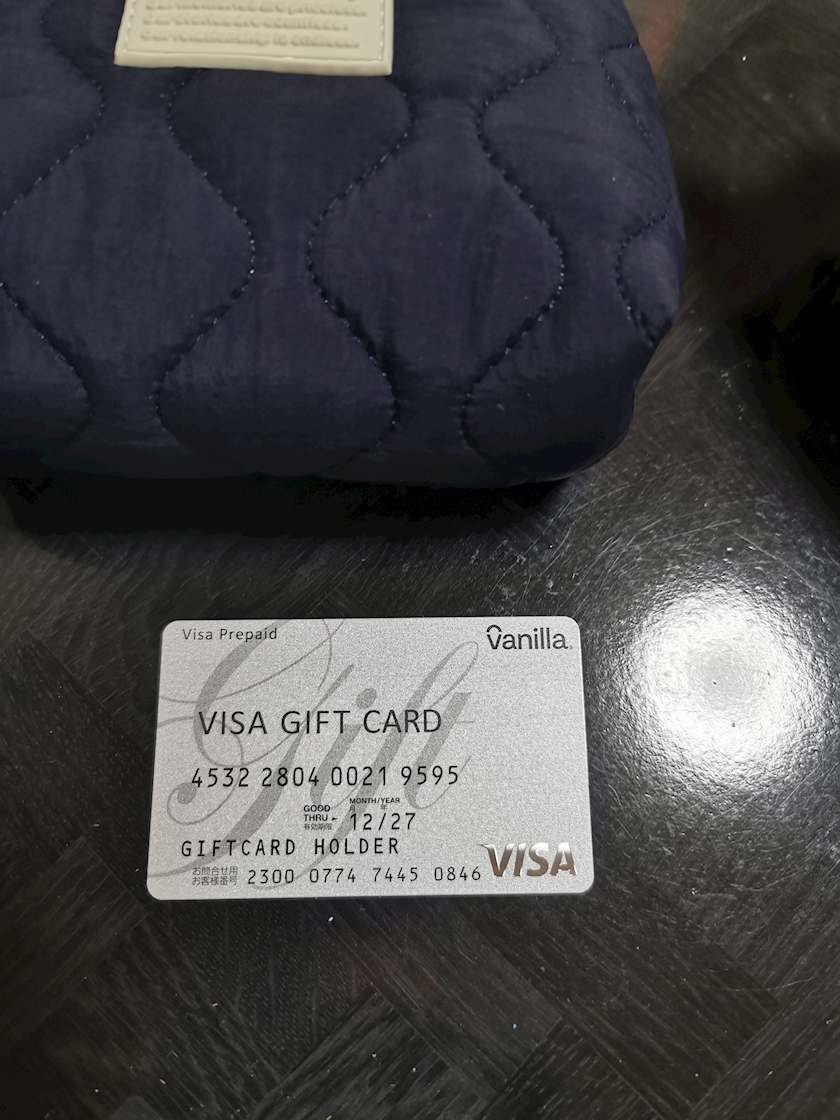 Visa Prepaid
Vanilla
Gift
VISA GIFT CARD
4532 2804 0021 9595
MONTH/YEAR
月 年
GOOD THRU
有効期限
12/27
GIFTCARD HOLDER
お問合せ用
お客様番号
2300 0774 7445 0846
VISA